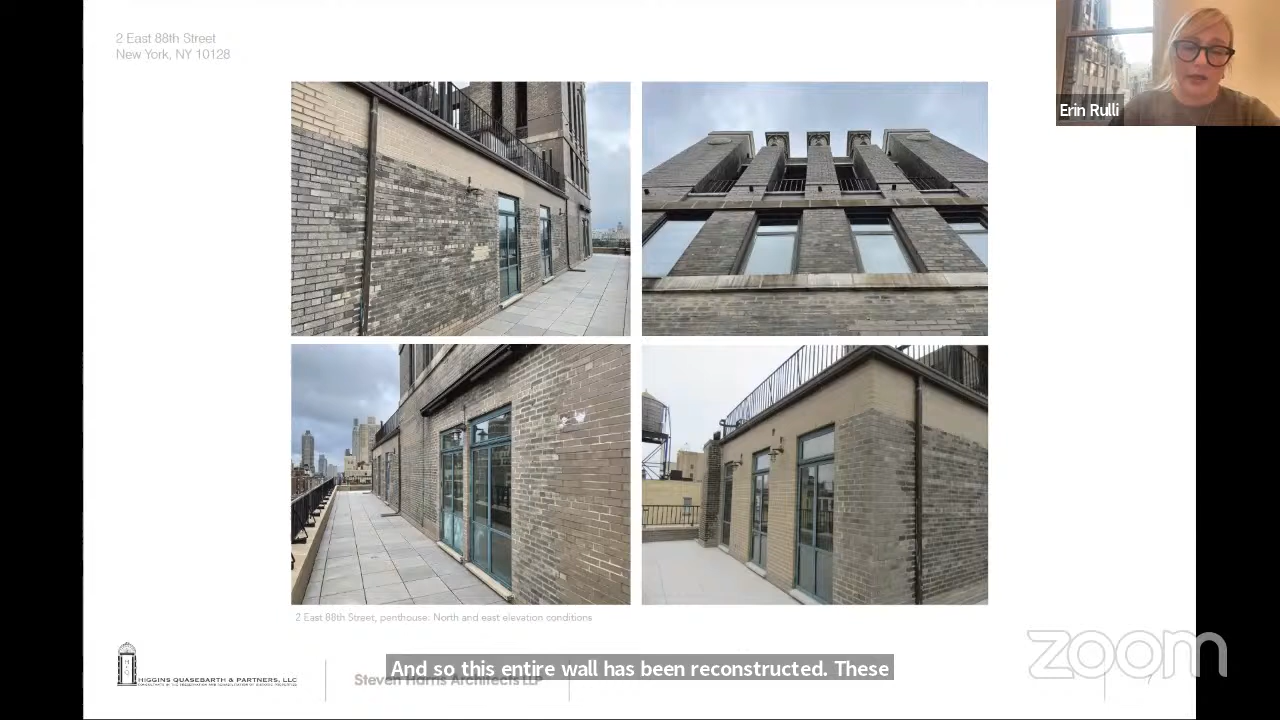 2 East 88th Street
New York, NY 10128
Erin Rulli
2 East 88th Street, penthouse: North and east elevation conditions
HIGGINS QUASEBARTH & PARTNERS, LLC
Steven Harris Architects LLP
And so this entire wall has been reconstructed. These
zoom